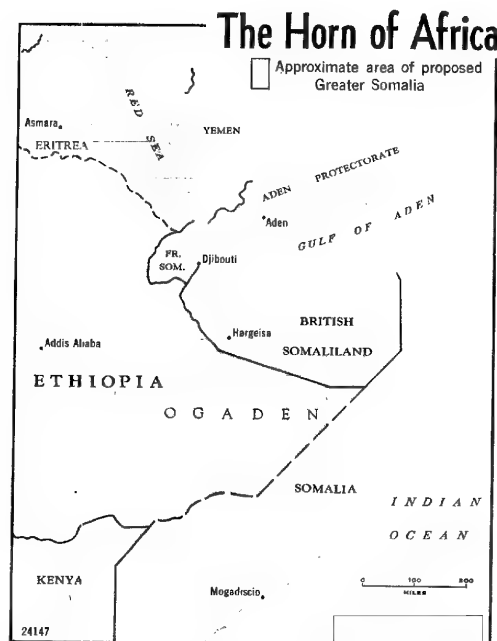 The Horn of Africa
Approximate area of proposed
Greater Somalia
RED SEA
YEMEN
Asmara
ERITREA
ADEN PROTECTORATE
Aden
GULF OF ADEN
FR.
SOM.
Djibouti
Hargeisa
BRITISH
SOMALILAND
Addis Ababa
ETHIOPIA
OGADEN
SOMALIA
INDIAN
OCEAN
KENYA
0 100 300
MILES
Mogadiscio
24147